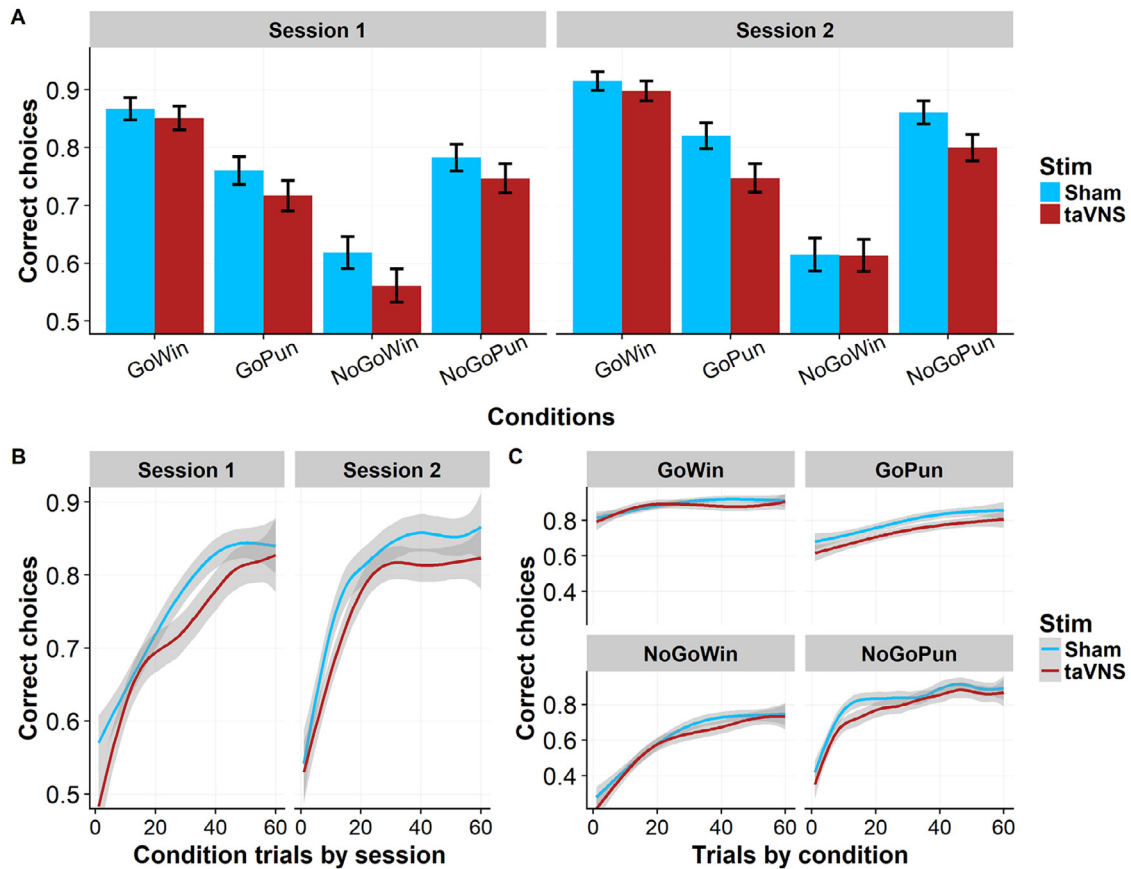 A
Session 1
Session 2
Correct choices
0.9
0.8
0.7
0.6
0.5
GoWin
GoPun
NoGoWin
NoGoPun
GoWin
GoPun
NoGoWin
NoGoPun
Conditions
Stim
Sham
taVNS
B
Session 1
Session 2
Correct choices
0.9
0.8
0.7
0.6
0.5
0 20 40 60
0 20 40 60
Condition trials by session
C
GoWin
GoPun
NoGoWin
NoGoPun
Correct choices
0.8
0.6
0.4
0.8
0.6
0.4
0 20 40 60
0 20 40 60
Trials by condition
Stim
Sham
taVNS